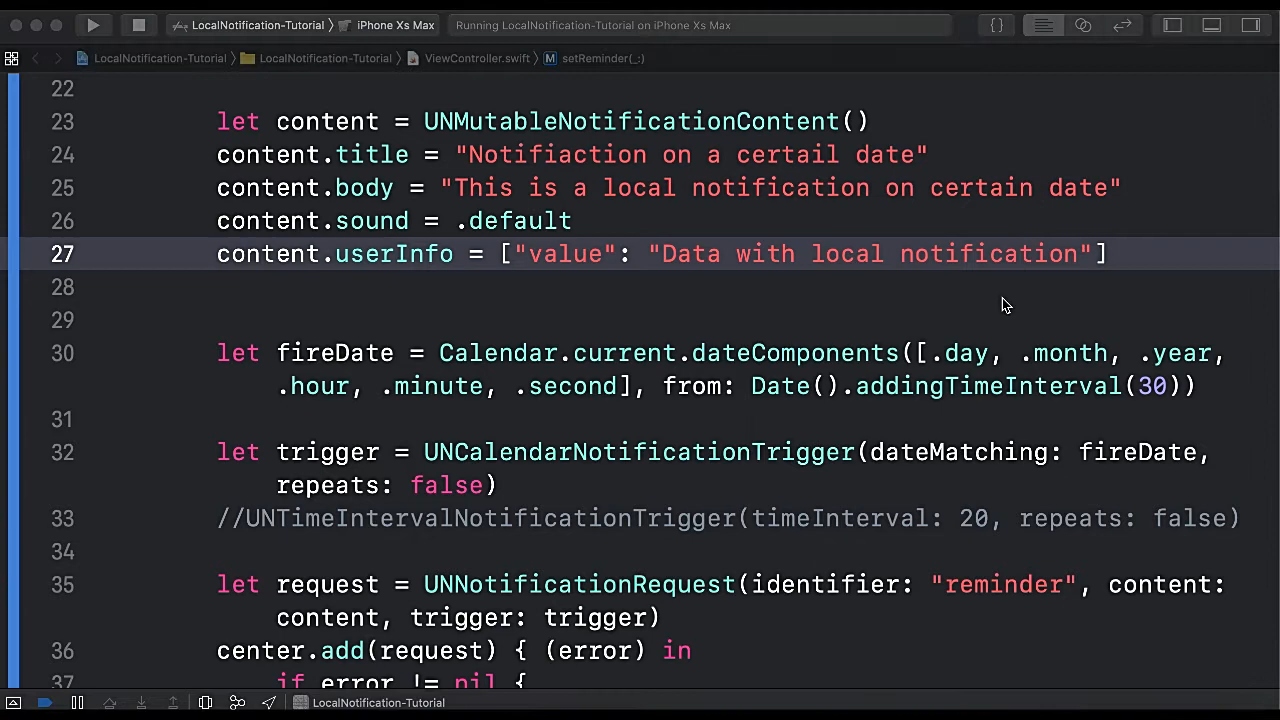 LocalNotification-Tutorial iPhone Xs Max Running LocalNotification-Tutorial on iPhone Xs Max
LocalNotification-Tutorial LocalNotification-Tutorial ViewController.swift M setReminder(_:)
22
23 let content = UNMutableNotificationContent()
24 content.title = "Notifiaction on a certail date"
25 content.body = "This is a local notification on certain date"
26 content.sound = .default
27 content.userInfo = ["value": "Data with local notification"]
28
29
30 let fireDate = Calendar.current.dateComponents([.day, .month, .year,
.hour, .minute, .second], from: Date().addingTimeInterval(30))
31
32 let trigger = UNCalendarNotificationTrigger(dateMatching: fireDate,
repeats: false)
33 //UNTimeIntervalNotificationTrigger(timeInterval: 20, repeats: false)
34
35 let request = UNNotificationRequest(identifier: "reminder", content:
content, trigger: trigger)
36 center.add(request) { (error) in
37 if error != nil {
LocalNotification-Tutorial